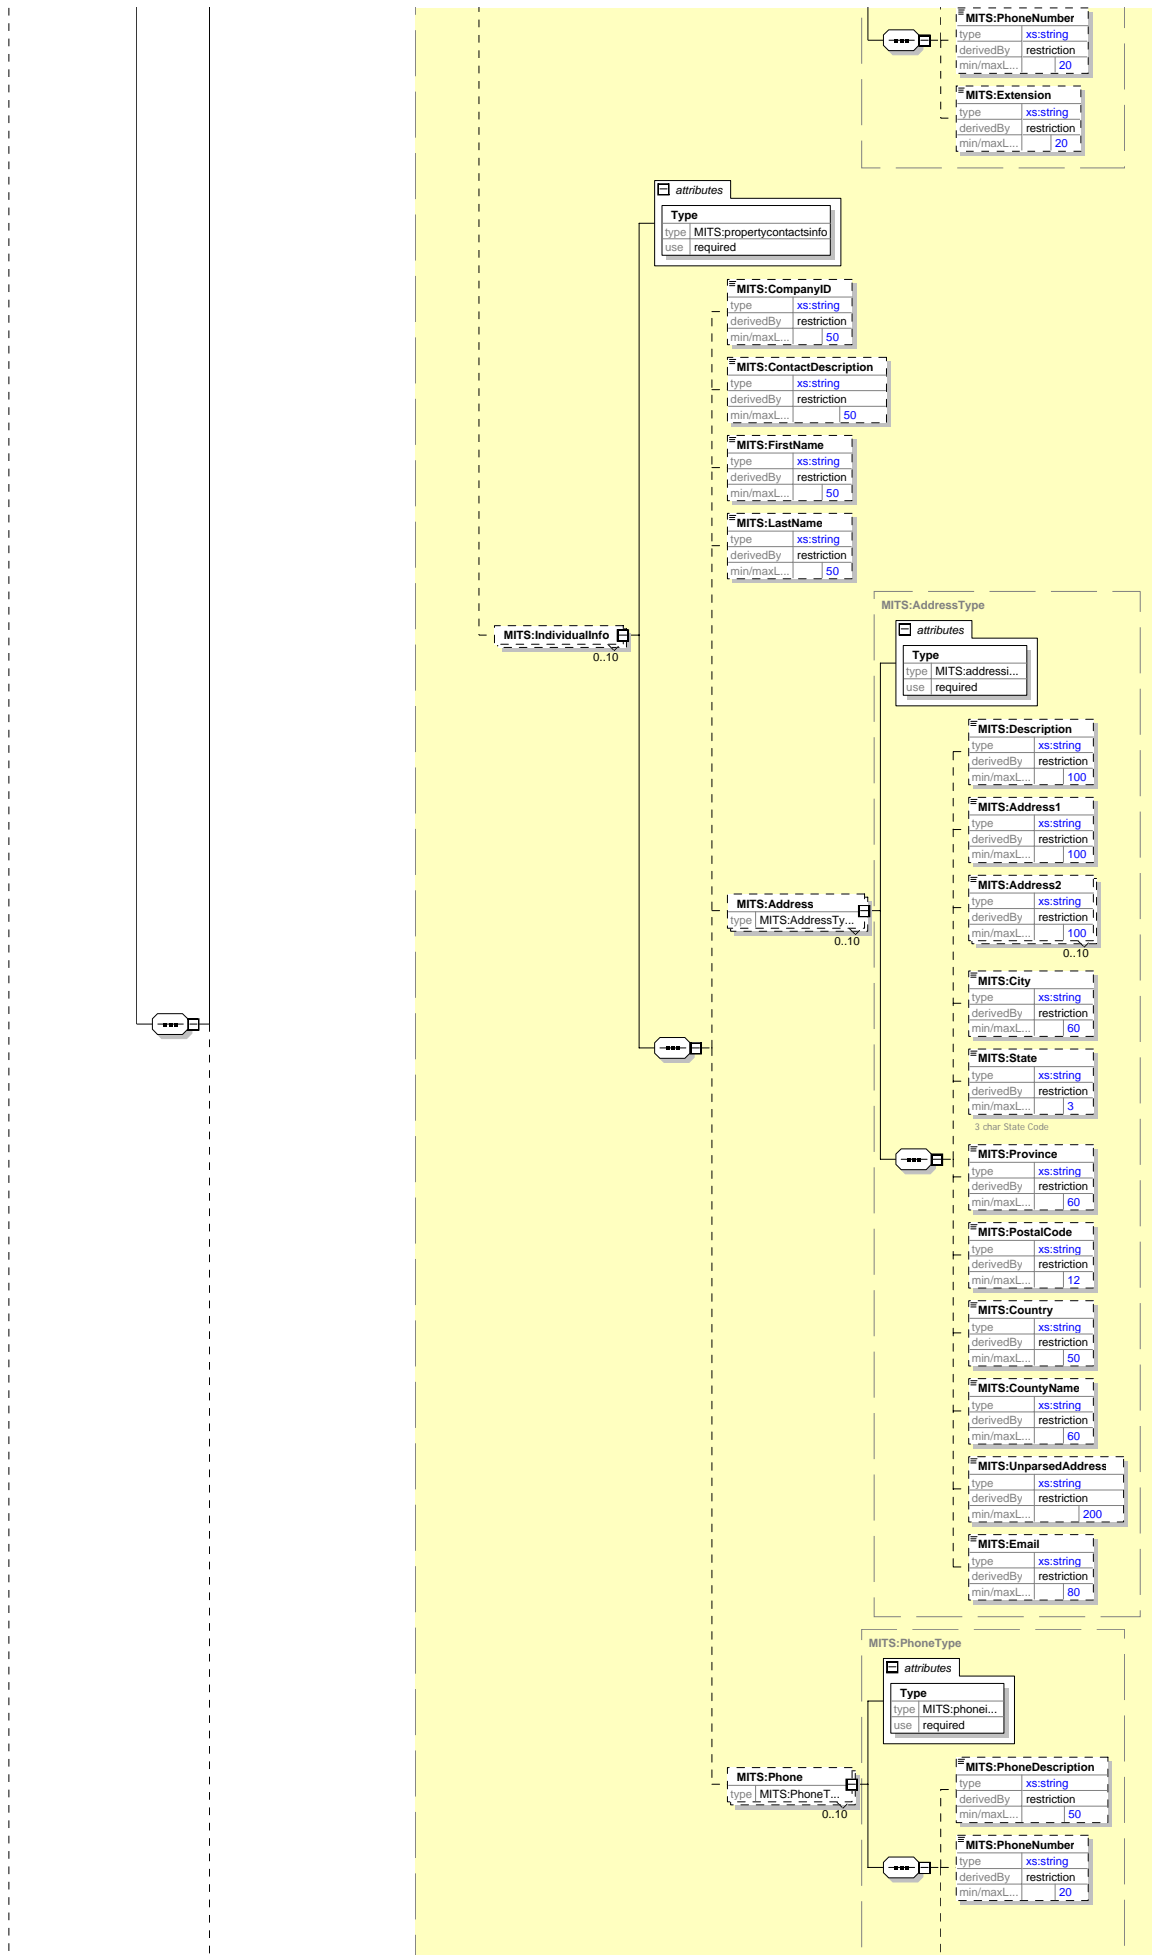 MITS:PhoneNumber
type xs:string
derivedBy restriction
min/maxL... 20
MITS:Extension
type xs:string
derivedBy restriction
min/maxL... 20
attributes
Type
type MITS:propertycontactsinfo
use required
MITS:CompanyID
type xs:string
derivedBy restriction
min/maxL... 50
MITS:ContactDescription
type xs:string
derivedBy restriction
min/maxL... 50
MITS:FirstName
type xs:string
derivedBy restriction
min/maxL... 50
MITS:LastName
type xs:string
derivedBy restriction
min/maxL... 50
MITS:IndividualInfo
0..10
MITS:AddressType
attributes
Type
type MITS:addressi...
use required
MITS:Description
type xs:string
derivedBy restriction
min/maxL... 100
MITS:Address1
type xs:string
derivedBy restriction
min/maxL... 100
MITS:Address
type MITS:AddressTy...
0..10
MITS:Address2
type xs:string
derivedBy restriction
min/maxL... 100
0..10
MITS:City
type xs:string
derivedBy restriction
min/maxL... 60
MITS:State
type xs:string
derivedBy restriction
min/maxL... 3
3 char State Code
MITS:Province
type xs:string
derivedBy restriction
min/maxL... 60
MITS:PostalCode
type xs:string
derivedBy restriction
min/maxL... 12
MITS:Country
type xs:string
derivedBy restriction
min/maxL... 50
MITS:CountyName
type xs:string
derivedBy restriction
min/maxL... 60
MITS:UnparsedAddress
type xs:string
derivedBy restriction
min/maxL... 200
MITS:Email
type xs:string
derivedBy restriction
min/maxL... 80
MITS:PhoneType
attributes
Type
type MITS:phonei...
use required
MITS:Phone
type MITS:PhoneT...
0..10
MITS:PhoneDescription
type xs:string
derivedBy restriction
min/maxL... 50
MITS:PhoneNumber
type xs:string
derivedBy restriction
min/maxL... 20